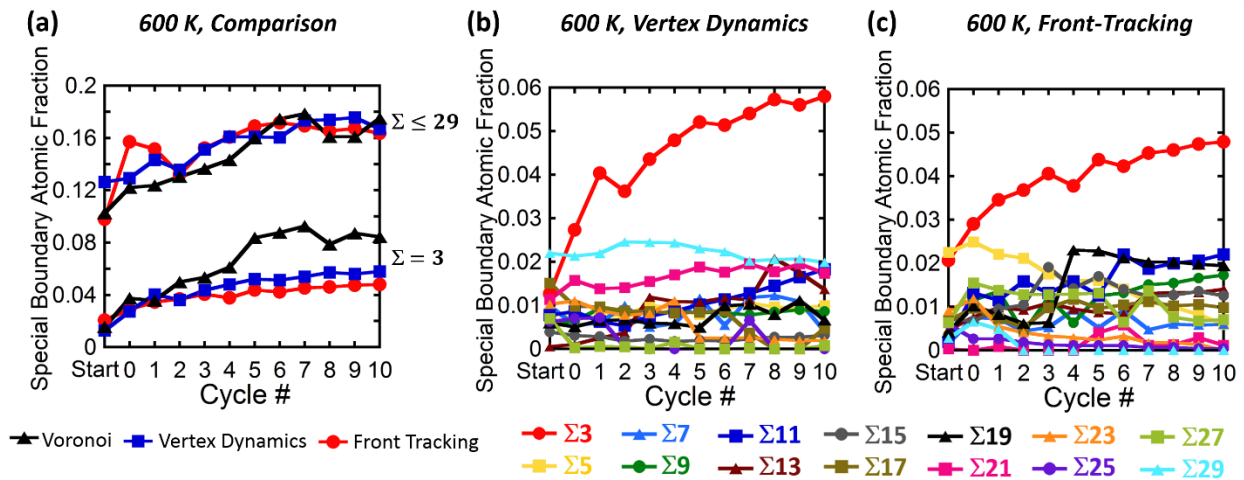 (a) 600 K, Comparison
Special Boundary Atomic Fraction
0.2
0.16
0.12
0.08
0.04
0
Σ ≤ 29
Σ = 3
Start 0 1 2 3 4 5 6 7 8 9 10
Cycle #
Voronoi Vertex Dynamics Front Tracking
(b) 600 K, Vertex Dynamics
Special Boundary Atomic Fraction
0.06
0.05
0.04
0.03
0.02
0.01
0
Start 0 1 2 3 4 5 6 7 8 9 10
Cycle #
(c) 600 K, Front-Tracking
Special Boundary Atomic Fraction
0.06
0.05
0.04
0.03
0.02
0.01
0
Start 0 1 2 3 4 5 6 7 8 9 10
Cycle #
Σ3 Σ7 Σ11 Σ15 Σ19 Σ23 Σ27
Σ5 Σ9 Σ13 Σ17 Σ21 Σ25 Σ29